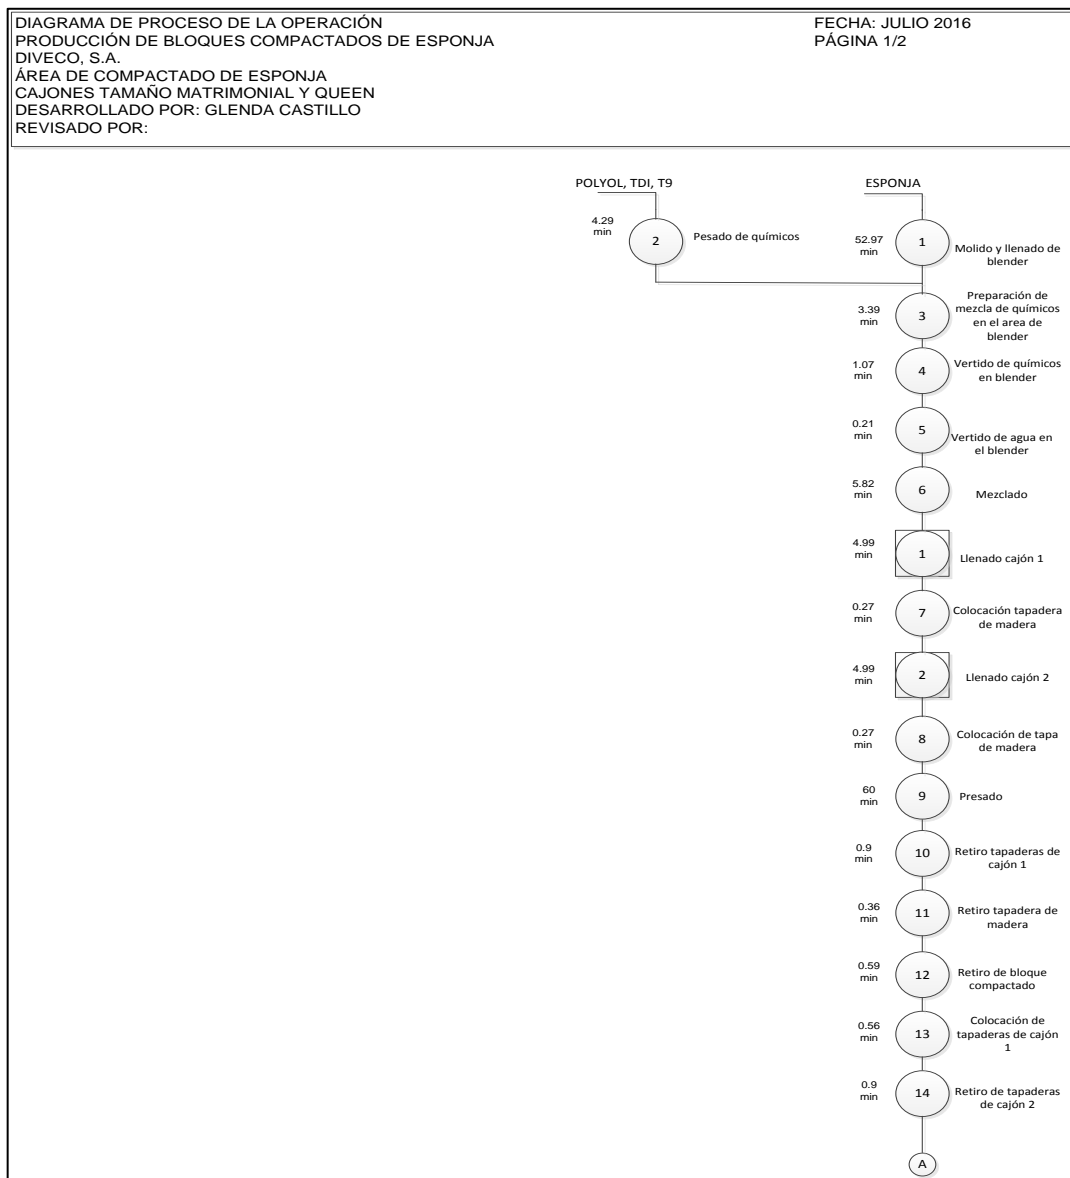 DIAGRAMA DE PROCESO DE LA OPERACIÓN
FECHA: JULIO 2016
PRODUCCIÓN DE BLOQUES COMPACTADOS DE ESPONJA
PÁGINA 1/2
DIVECO, S.A.
ÁREA DE COMPACTADO DE ESPONJA
CAJONES TAMAÑO MATRIMONIAL Y QUEEN
DESARROLLADO POR: GLENDA CASTILLO
REVISADO POR:
POLYOL, TDI, T9
ESPONJA
4.29
min
2
Pesado de químicos
52.97
min
1
Molido y llenado de
blender
3.39
min
3
Preparación de
mezcla de químicos
en el area de
blender
1.07
min
4
Vertido de químicos
en blender
0.21
min
5
Vertido de agua en
el blender
5.82
min
6
Mezclado
4.99
min
1
Llenado cajón 1
0.27
min
7
Colocación tapadera
de madera
4.99
min
2
Llenado cajón 2
0.27
min
8
Colocación de tapa
de madera
60
min
9
Presado
0.9
min
10
Retiro tapaderas de
cajón 1
0.36
min
11
Retiro tapadera de
madera
0.59
min
12
Retiro de bloque
compactado
0.56
min
13
Colocación de
tapaderas de cajón
1
0.9
min
14
Retiro de tapaderas
de cajón 2
A